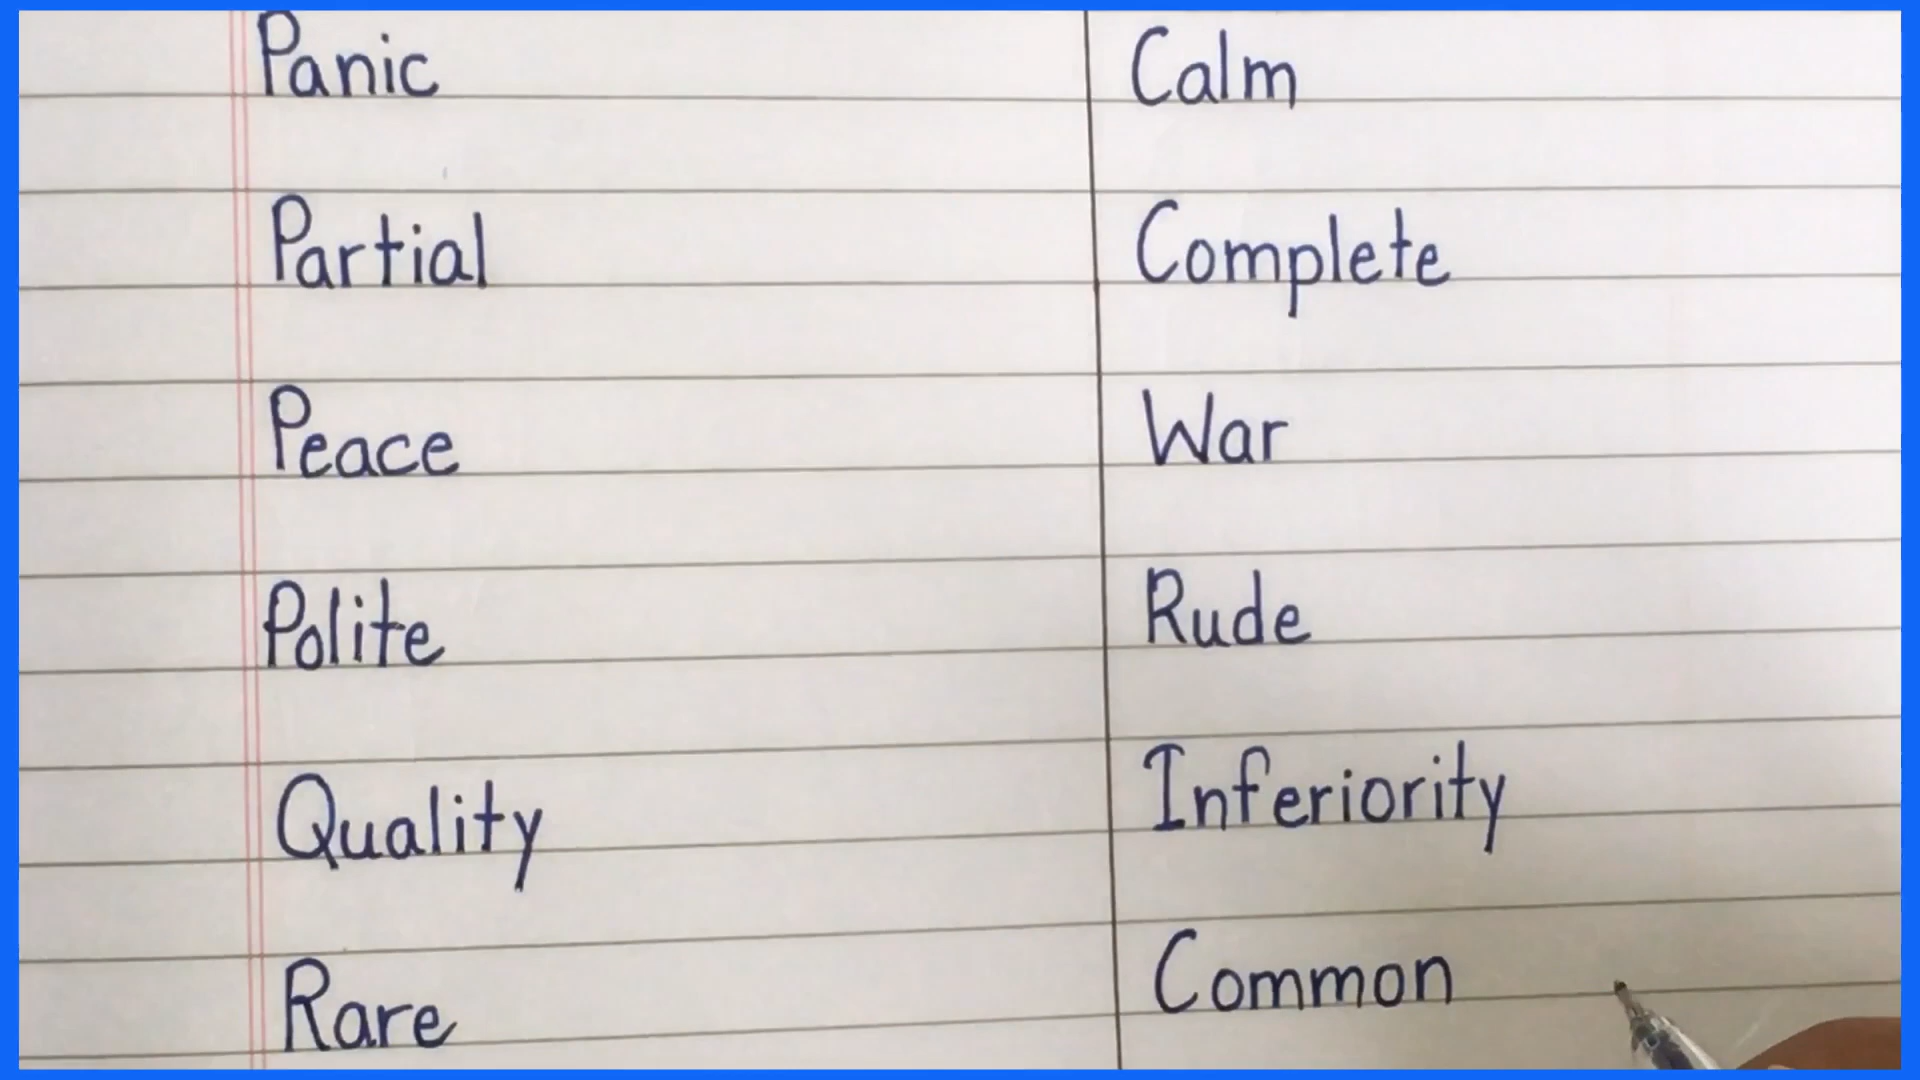 Panic Calm
Partial Complete
Peace War
Polite Rude
Quality Inferiority
Rare Common